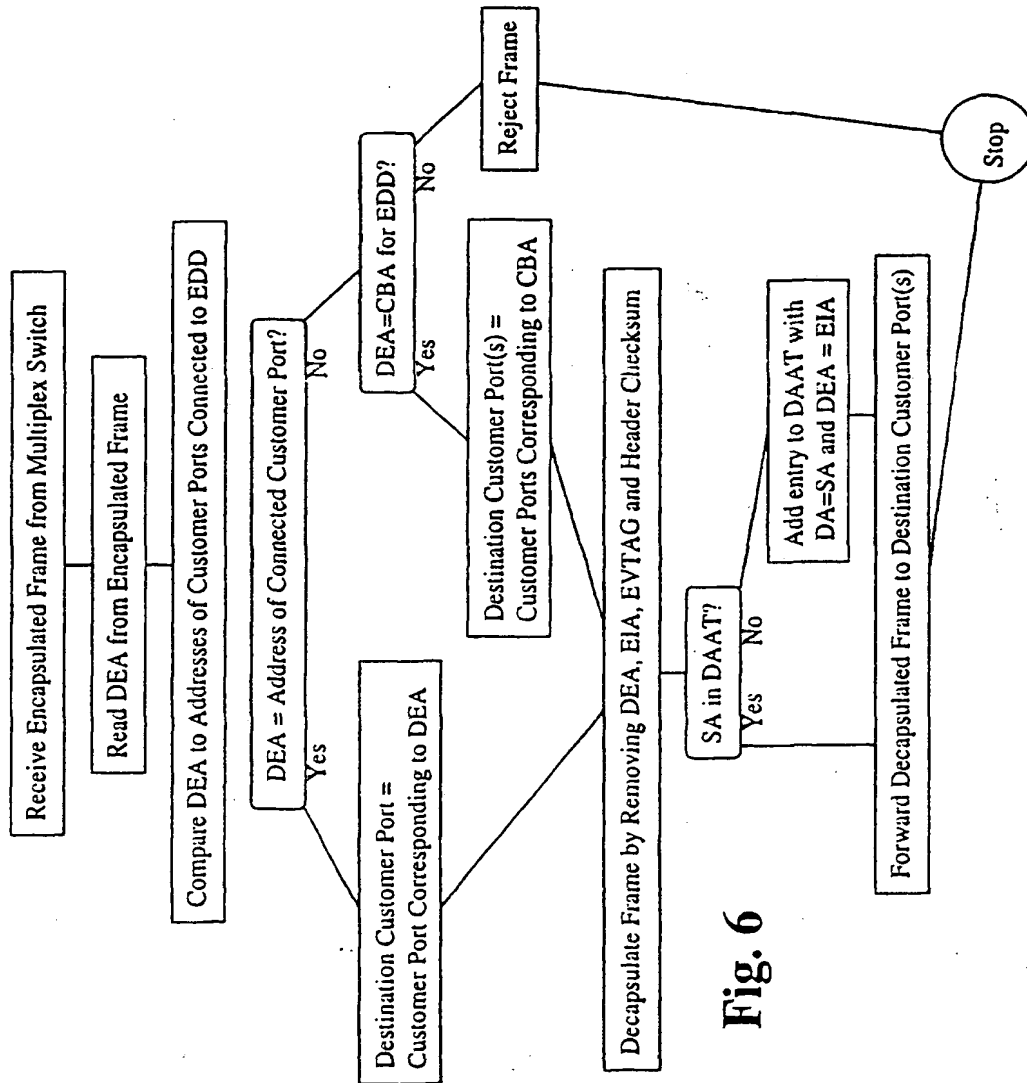 Receive Encapsulated Frame from Multiplex Switch
Read DEA from Encapsulated Frame
Compare DEA to Addresses of Customer Ports Connected to EDD
DEA = Address of Connected Customer Port?
Yes
No
DEA=CBA for EDD?
Yes
No
Destination Customer Port =
Customer Port Corresponding to DEA
Destination Customer Port(s) =
Customer Ports Corresponding to CBA
Reject Frame
Decapsulate Frame by Removing DEA, EIA, EVTAG and Header Checksum
SA in DAAT?
Yes
No
Add entry to DAAT with
DA=SA and DEA = EIA
Forward Decapsulated Frame to Destination Customer Port(s)
Stop
Fig. 6